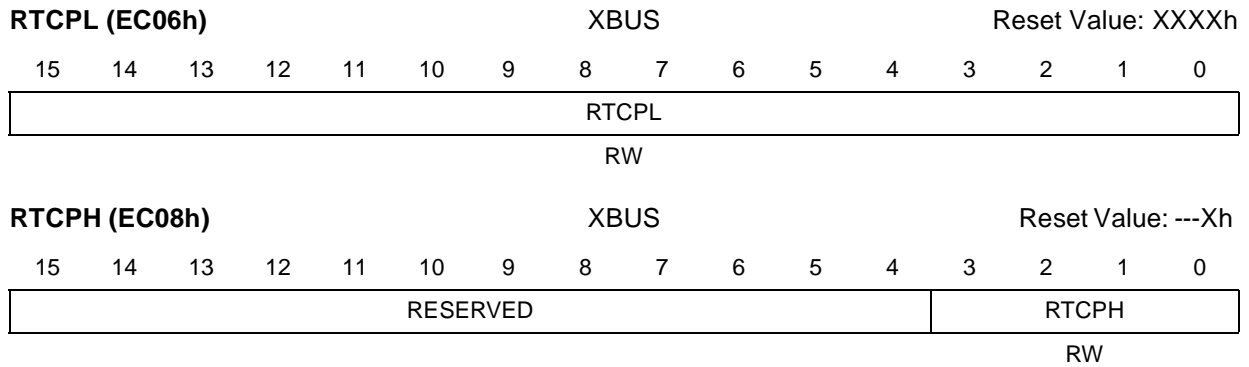 RTCPL (EC06h) XBUS Reset Value: XXXXh
15 14 13 12 11 10 9 8 7 6 5 4 3 2 1 0
RTCPL
RW
RTCPH (EC08h) XBUS Reset Value: ---Xh
15 14 13 12 11 10 9 8 7 6 5 4 3 2 1 0
RESERVED RTCPH
RW